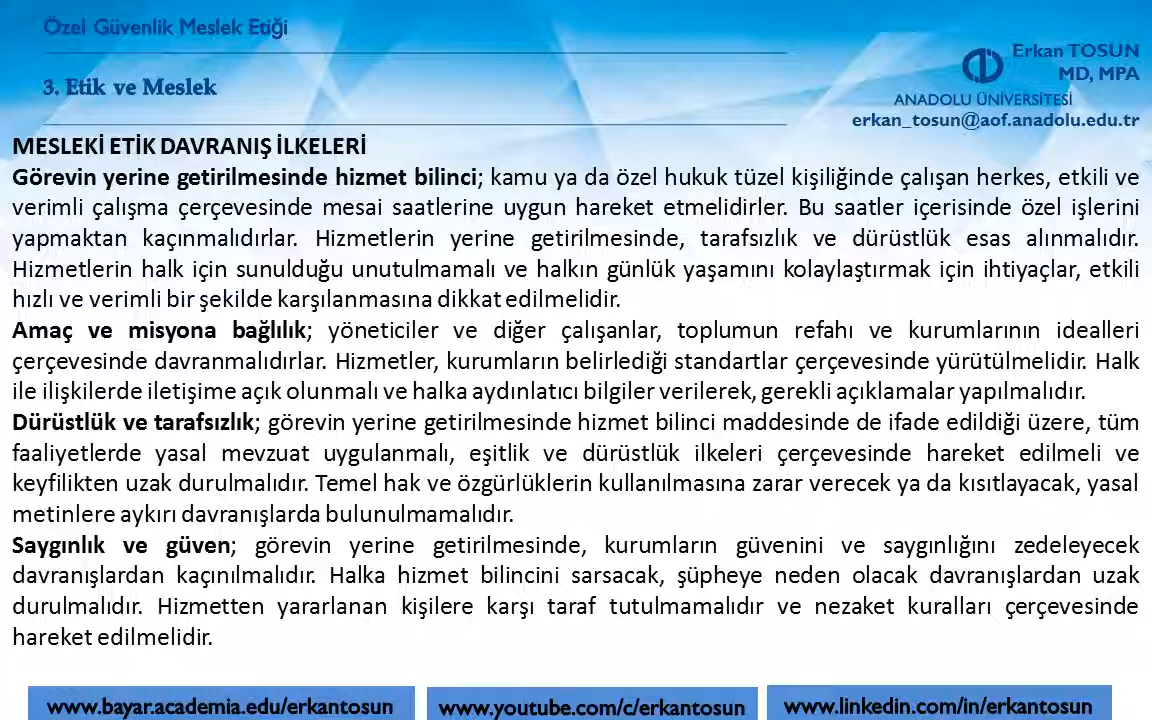 Özel Güvenlik Meslek Etiği
Erkan TOSUN
MD, MPA
3. Etik ve Meslek
ANADOLU ÜNİVERSİTESİ
erkan_tosun@aof.anadolu.edu.tr
MESLEKİ ETİK DAVRANIŞ İLKELERİ
Görevin yerine getirilmesinde hizmet bilinci; kamu ya da özel hukuk tüzel kişiliğinde çalışan herkes, etkili ve
verimli çalışma çerçevesinde mesai saatlerine uygun hareket etmelidirler. Bu saatler içerisinde özel işlerini
yapmaktan kaçınmalıdırlar. Hizmetlerin yerine getirilmesinde, tarafsızlık ve dürüstlük esas alınmalıdır.
Hizmetlerin halk için sunulduğu unutulmamalı ve halkın günlük yaşamını kolaylaştırmak için ihtiyaçlar, etkili
hızlı ve verimli bir şekilde karşılanmasına dikkat edilmelidir.
Amaç ve misyona bağlılık; yöneticiler ve diğer çalışanlar, toplumun refahı ve kurumlarının idealleri
çerçevesinde davranmalıdırlar. Hizmetler, kurumların belirlediği standartlar çerçevesinde yürütülmelidir. Halk
ile ilişkilerde iletişime açık olunmalı ve halka aydınlatıcı bilgiler verilerek, gerekli açıklamalar yapılmalıdır.
Dürüstlük ve tarafsızlık; görevin yerine getirilmesinde hizmet bilinci maddesinde de ifade edildiği üzere, tüm
faaliyetlerde yasal mevzuat uygulanmalı, eşitlik ve dürüstlük ilkeleri çerçevesinde hareket edilmeli ve
keyfilikten uzak durulmalıdır. Temel hak ve özgürlüklerin kullanılmasına zarar verecek ya da kısıtlayacak, yasal
metinlere aykırı davranışlarda bulunulmamalıdır.
Saygınlık ve güven; görevin yerine getirilmesinde, kurumların güvenini ve saygınlığını zedeleyecek
davranışlardan kaçınılmalıdır. Halka hizmet bilincini sarsacak, şüpheye neden olacak davranışlardan uzak
durulmalıdır. Hizmetten yararlanan kişilere karşı taraf tutulmamalıdır ve nezaket kuralları çerçevesinde
hareket edilmelidir.
www.bayar.academia.edu/erkantosun
www.youtube.com/c/erkantosun
www.linkedin.com/in/erkantosun